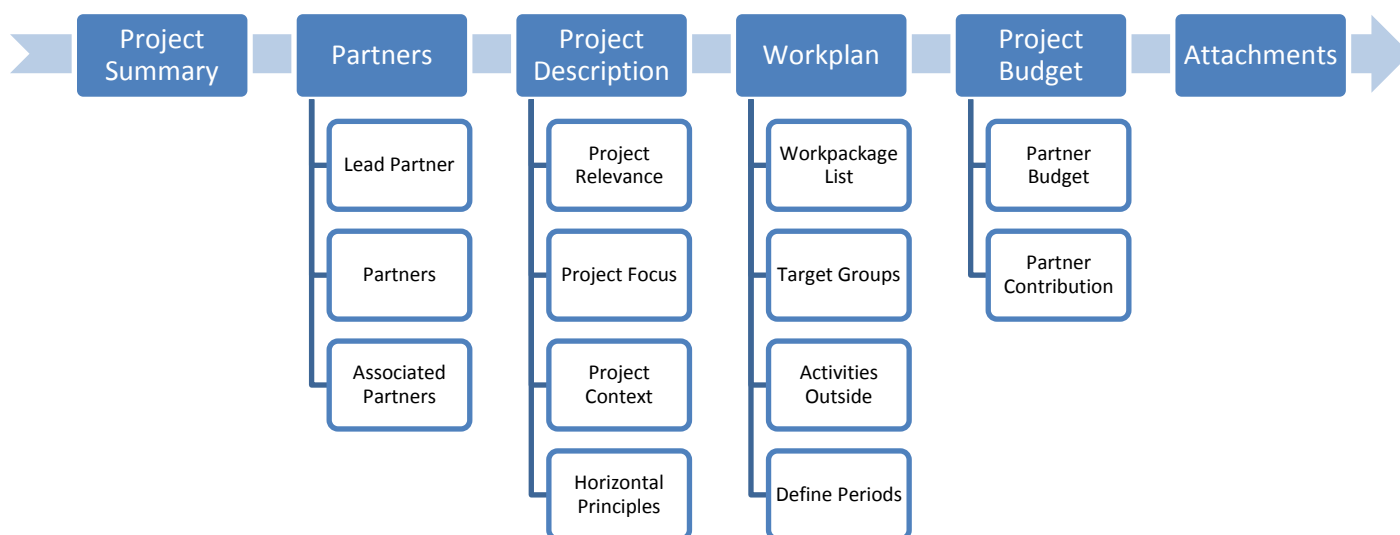 Project
Summary
Partners
Project
Description
Workplan
Project
Budget
Attachments
Lead Partner
Partners
Associated
Partners
Project
Relevance
Project Focus
Project
Context
Horizontal
Principles
Workpackage
List
Target Groups
Activities
Outside
Define Periods
Partner
Budget
Partner
Contribution